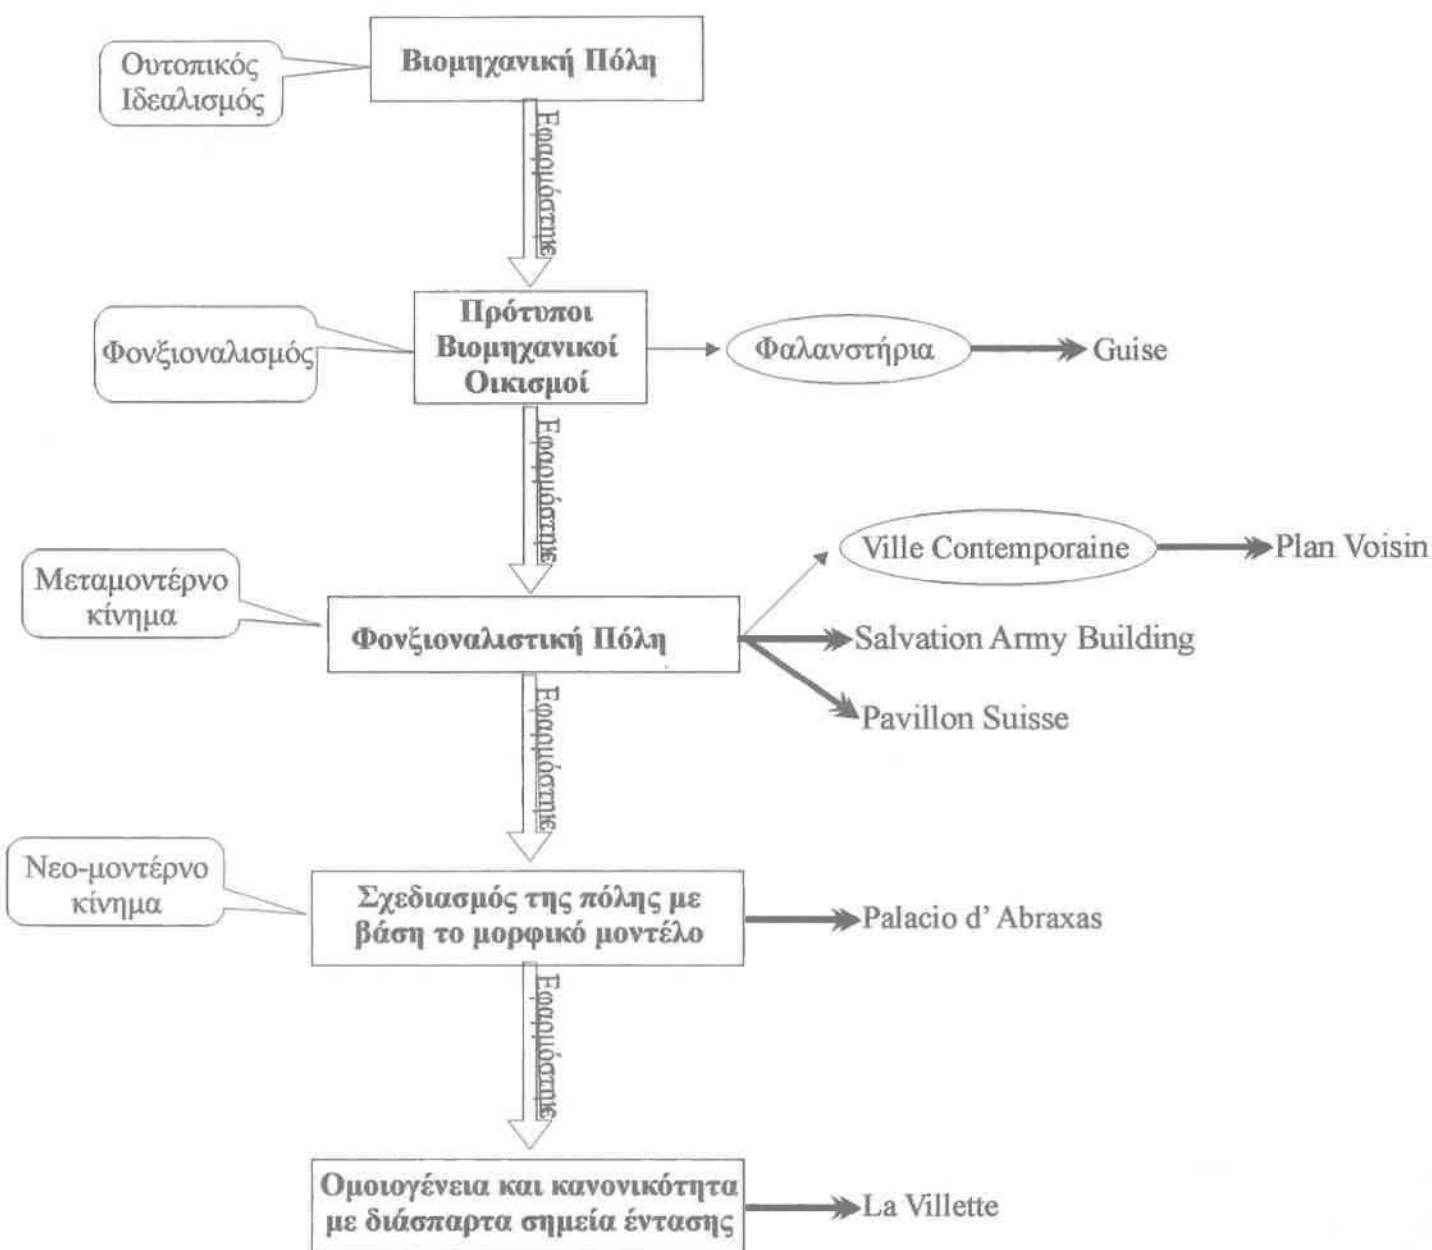 Ουτοπικός
Ιδεαλισμός
Βιομηχανική Πόλη
Εφαρμόστηκε
Φονξιοναλισμός
Πρότυποι
Βιομηχανικοί
Οικισμοί
Φαλανστήρια
Guise
Εφαρμόστηκε
Μεταμοντέρνο
κίνημα
Φονξιοναλιστική Πόλη
Ville Contemporaine
Plan Voisin
Salvation Army Building
Pavillon Suisse
Εφαρμόστηκε
Νεο-μοντέρνο
κίνημα
Σχεδιασμός της πόλης με
βάση το μορφικό μοντέλο
Palacio d' Abraxas
Εφαρμόστηκε
Ομοιογένεια και κανονικότητα
με διάσπαρτα σημεία έντασης
La Villette